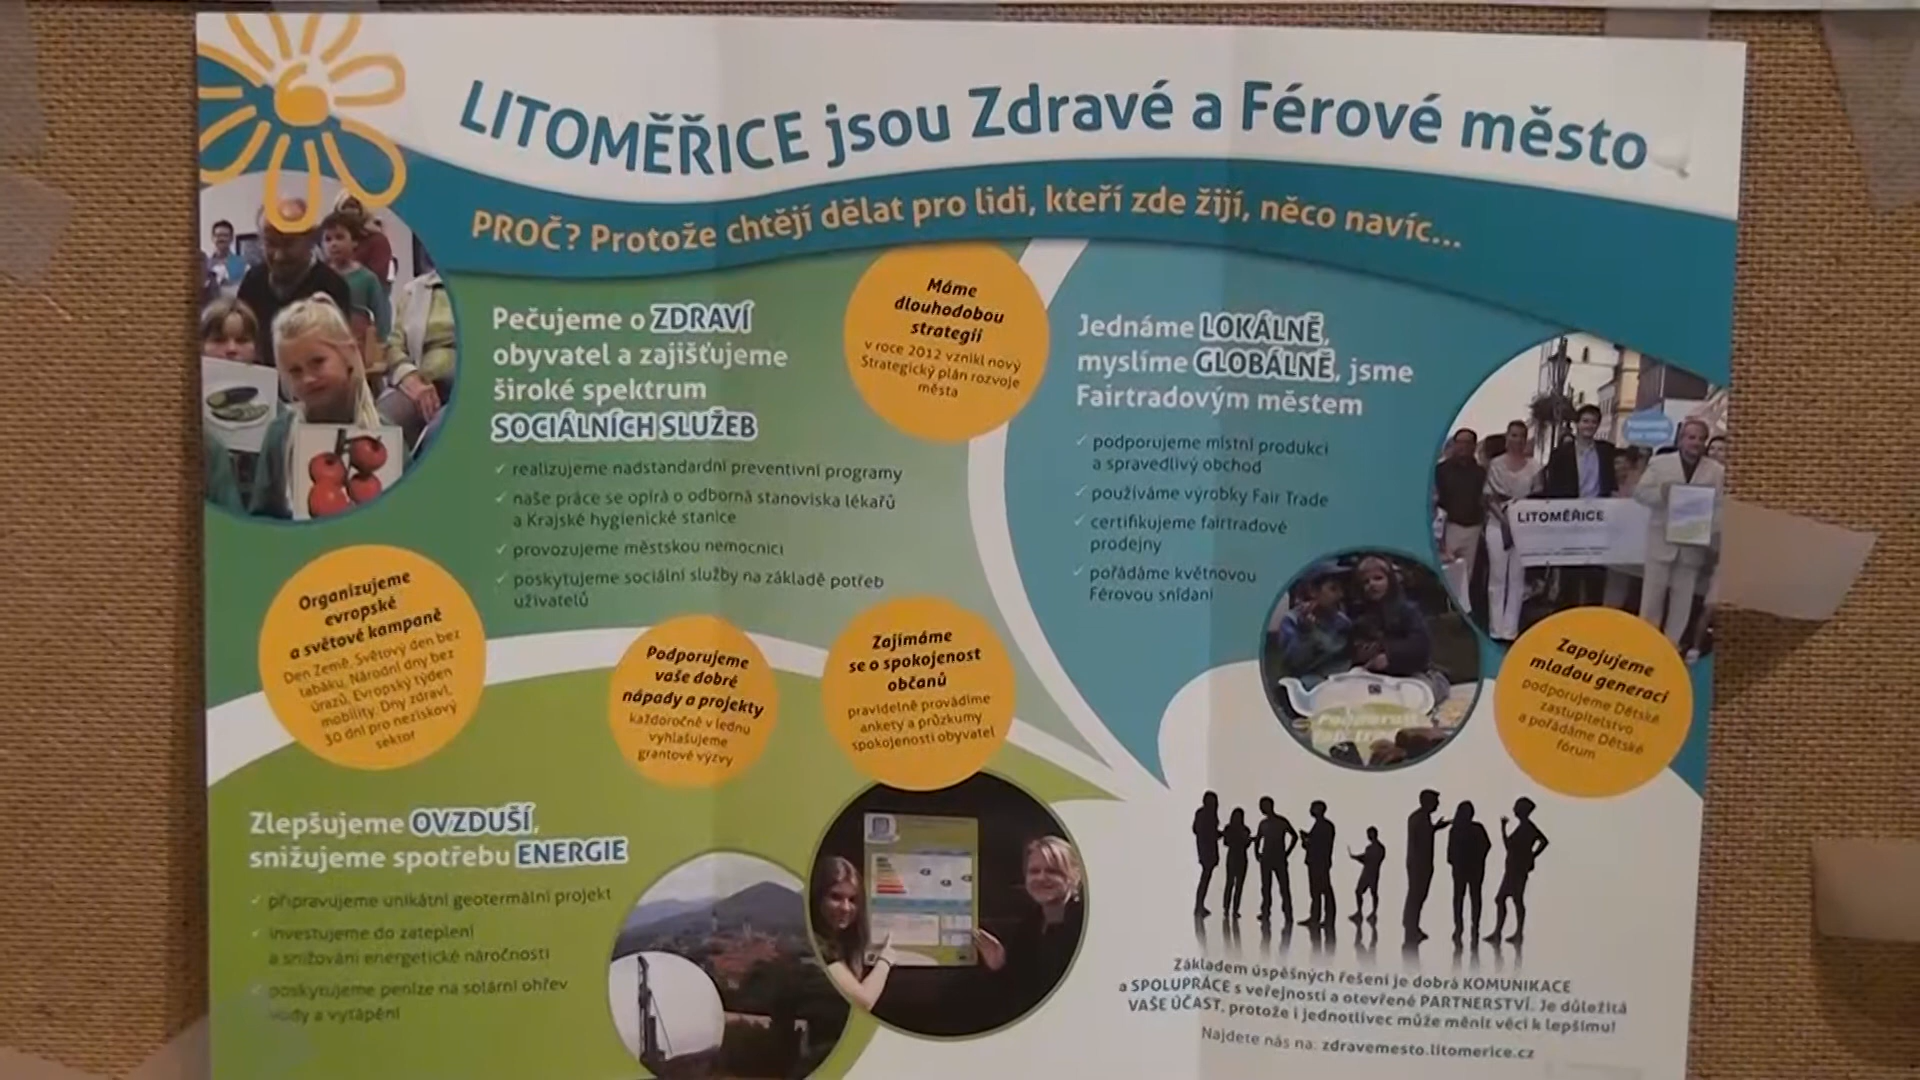 LITOMĚŘICE jsou Zdravé a Férové město
PROČ? Protože chtějí dělat pro lidi, kteří zde žijí, něco navíc...
Pečujeme o ZDRAVÍ
obyvatel a zajišťujeme
široké spektrum
SOCIÁLNÍCH SLUŽEB
realizujeme nadstandardní preventivní programy
naše práce se opírá o odborná stanoviska lékařů
a Krajské hygienické stanice
provozujeme městskou nemocnici
poskytujeme sociální služby na základě potřeb
uživatelů
Máme
dlouhodobou
strategii
v roce 2012 vznikl nový
Strategický plán rozvoje
města
Jednáme LOKÁLNĚ,
myslíme GLOBÁLNĚ, jsme
Fairtradovým městem
podporujeme místní produkci
a spravedlivý obchod
používáme výrobky Fair Trade
certifikujeme fairtradové
prodejny
pořádáme květnovou
Férovou snídani
LITOMĚŘICE
Organizujeme
evropské
a světové kampaně
Den Země, Světový den bez
tabáku, Národní dny bez
úrazů, Evropský týden
mobility, Dny zdraví,
30 dní pro neziskový
sektor
Podporujeme
vaše dobré
nápady a projekty
každoročně v lednu
vyhlašujeme
grantové výzvy
Zajímáme
se o spokojenost
občanů
pravidelně provádíme
ankety a průzkumy
spokojenosti obyvatel
Zapojujeme
mladou generaci
podporujeme Dětské
zastupitelstvo
a pořádáme Dětské
fórum
Zlepšujeme OVZDUŠÍ,
snižujeme spotřebu ENERGIE
připravujeme unikátní geotermální projekt
investujeme do zateplení
a snižování energetické náročnosti
poskytujeme peníze na solární ohřev
vody a vytápění
Základem úspěšných řešení je dobrá KOMUNIKACE
a SPOLUPRÁCE s veřejností a otevřené PARTNERSTVÍ. Je důležitá
VAŠE ÚČAST, protože i jednotlivec může měnit věci k lepšímu!
Najdete nás na: zdravemesto.litomerice.cz